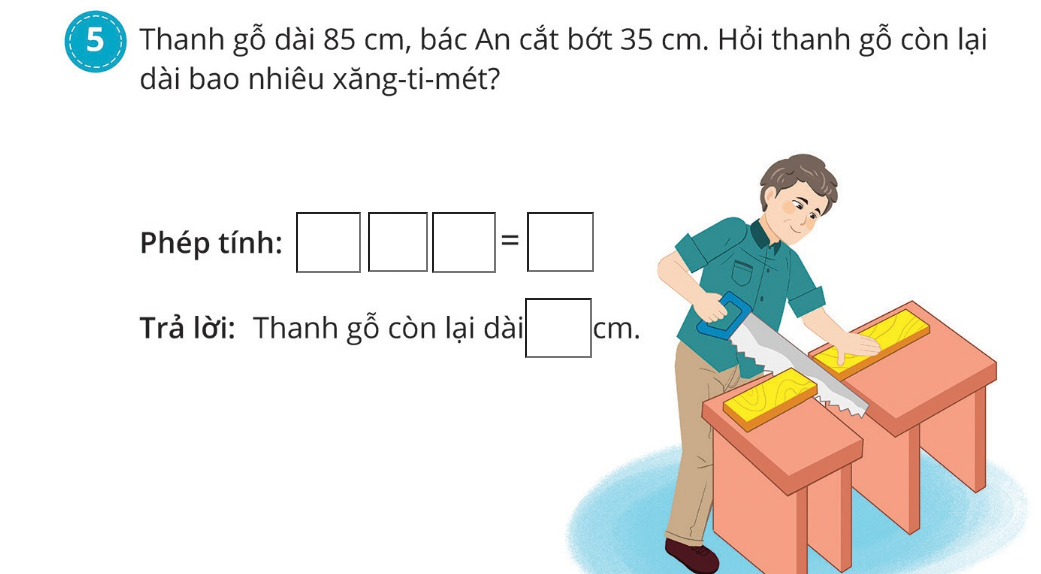 5 Thanh gỗ dài 85 cm, bác An cắt bớt 35 cm. Hỏi thanh gỗ còn lại
dài bao nhiêu xăng-ti-mét?
Phép tính: =
Trả lời: Thanh gỗ còn lại dài cm.